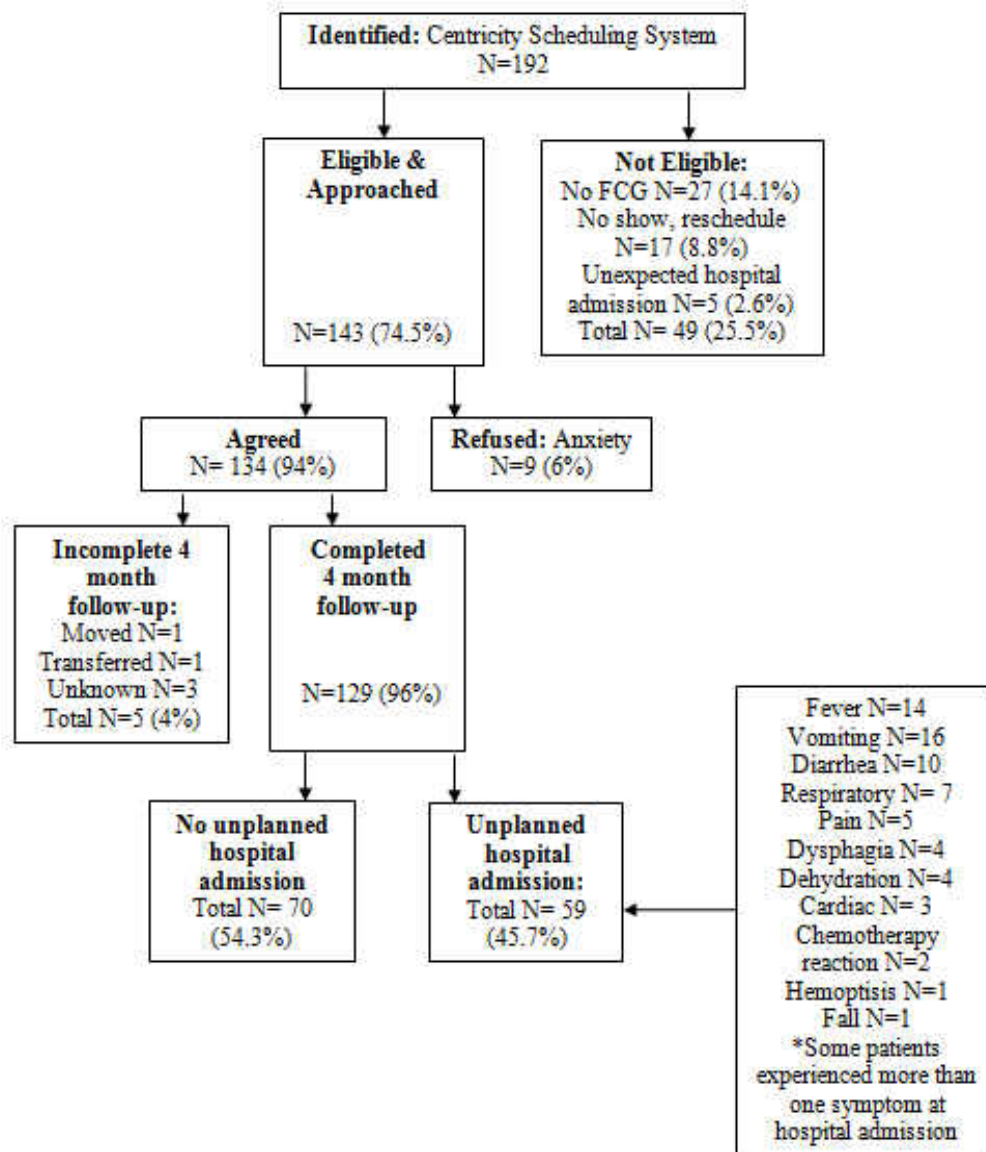 Identified: Centricity Scheduling System
N=192
Eligible &
Approached
N=143 (74.5%)
Not Eligible:
No FCG N=27 (14.1%)
No show, reschedule
N=17 (8.8%)
Unexpected hospital
admission N=5 (2.6%)
Total N= 49 (25.5%)
Agreed
N= 134 (94%)
Refused: Anxiety
N=9 (6%)
Incomplete 4
month
follow-up:
Moved N=1
Transferred N=1
Unknown N=3
Total N=5 (4%)
Completed
4 month
follow-up
N=129 (96%)
No unplanned
hospital
admission
Total N= 70
(54.3%)
Unplanned
hospital
admission:
Total N= 59
(45.7%)
Fever N=14
Vomiting N=16
Diarrhea N=10
Respiratory N= 7
Pain N=5
Dysphagia N=4
Dehydration N=4
Cardiac N= 3
Chemotherapy
reaction N=2
Hemoptisis N=1
Fall N=1
*Some patients
experienced more than
one symptom at
hospital admission